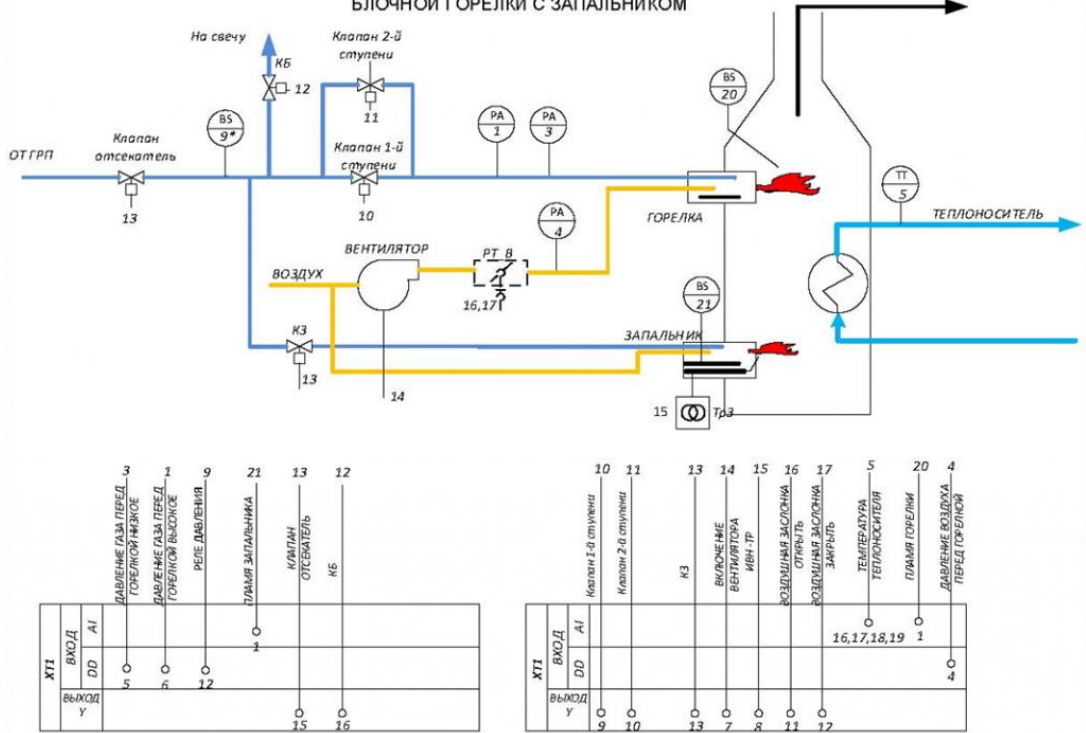 БЛОЧНОЙ ГОРЕЛКИ С ЗАПАЛЬНИКОМ
На свечу
КБ
12
Клапан 2-й
ступени
11
BS
9*
Клапан
отсекатель
ОТ ГРП
13
Клапан 1-й
ступени
10
PA
1
PA
3
BS
20
ГОРЕЛКА
TT
5
ТЕПЛОНОСИТЕЛЬ
PA
4
ВЕНТИЛЯТОР
РТ В
ВОЗДУХ
16,17
BS
21
КЗ
13
ЗАПАЛЬНИК
14
15
ТрЗ
3
1
9
21
13
12
ДАВЛЕНИЕ ГАЗА ПЕРЕД
ГОРЕЛКОЙ НИЗКОЕ
ДАВЛЕНИЕ ГАЗА ПЕРЕД
ГОРЕЛКОЙ ВЫСОКОЕ
РЕЛЕ ДАВЛЕНИЯ
ПЛАМЯ ЗАПАЛЬНИКА
КЛАПАН
ОТСЕКАТЕЛЬ
КБ
XT1
ВХОД
AI
1
DD
5
6
12
ВЫХОД
Y
15
16
10
11
13
14
15
16
17
5
20
4
Клапан 1-й ступени
Клапан 2-й ступени
КЗ
ВКЛЮЧЕНИЕ
ВЕНТИЛЯТОРА
ИВН -ТР
ВОЗДУШНАЯ ЗАСЛОНКА
ОТКРЫТЬ
ВОЗДУШНАЯ ЗАСЛОНКА
ЗАКРЫТЬ
ТЕМПЕРАТУРА
ТЕПЛОНОСИТЕЛЯ
ПЛАМЯ ГОРЕЛКИ
ДАВЛЕНИЕ ВОЗДУХА
ПЕРЕД ГОРЕЛКОЙ
XT1
ВХОД
AI
16,17,18,19
1
DD
4
ВЫХОД
Y
9
10
13
7
8
11
12